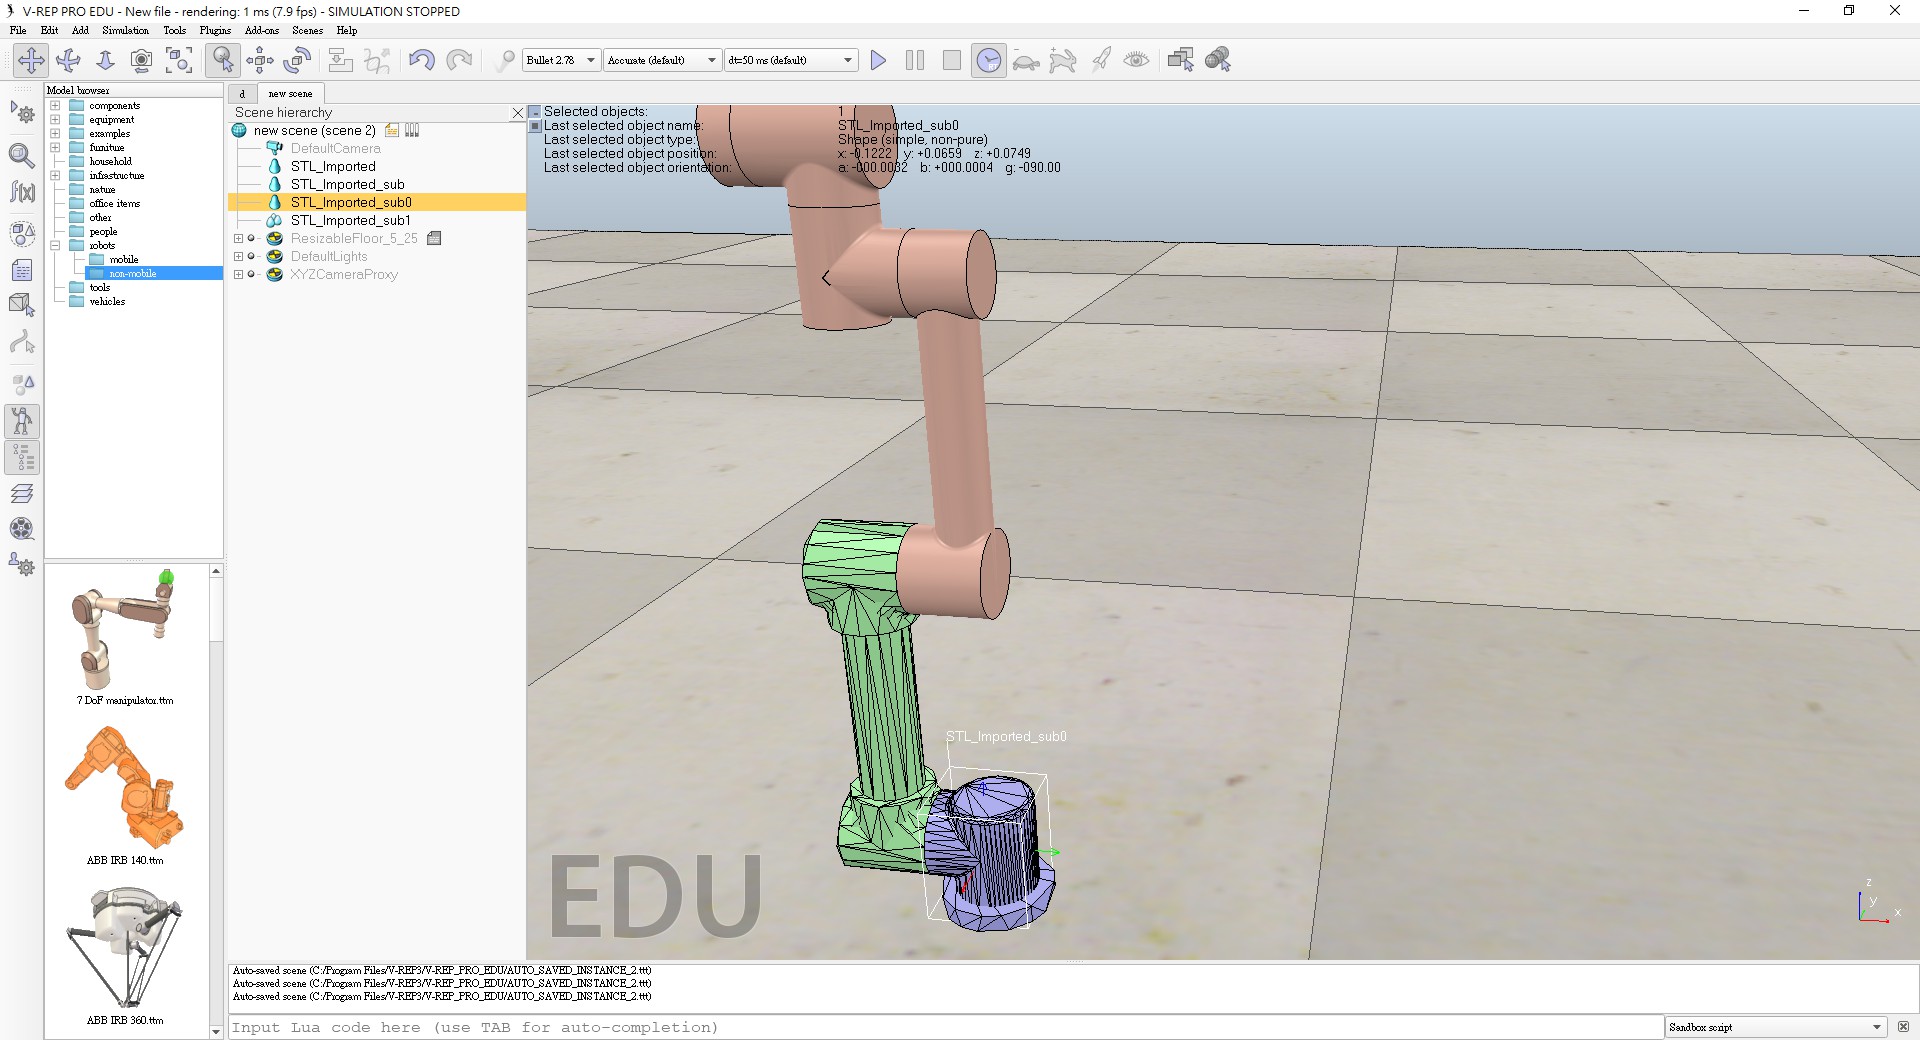 V-REP PRO EDU - New file - rendering: 1 ms (7.9 fps) - SIMULATION STOPPED
File Edit Add Simulation Tools Plugins Add-ons Scenes Help
Bullet 2.78 Accurate (default) dt=50 ms (default)
Model browser
components
equipment
examples
furniture
household
infrastructure
nature
office items
other
people
robots
mobile
non-mobile
tools
vehicles
7 DoF manipulator.ttm
ABB IRB 140.ttm
ABB IRB 360.ttm
d new scene
Scene hierarchy
new scene (scene 2)
DefaultCamera
STL_Imported
STL_Imported_sub
STL_Imported_sub0
STL_Imported_sub1
ResizableFloor_5_25
DefaultLights
XYZCameraProxy
Selected objects: 1
Last selected object name: STL_Imported_sub0
Last selected object type: Shape (simple, non-pure)
Last selected object position: x: -0.1222 y: +0.0659 z: +0.0749
Last selected object orientation: a: -000.0032 b: +000.0004 g: -090.00
STL_Imported_sub0
EDU
z
y
x
Auto-saved scene (C:/Program Files/V-REP3/V-REP_PRO_EDU/AUTO_SAVED_INSTANCE_2.ttt)
Auto-saved scene (C:/Program Files/V-REP3/V-REP_PRO_EDU/AUTO_SAVED_INSTANCE_2.ttt)
Auto-saved scene (C:/Program Files/V-REP3/V-REP_PRO_EDU/AUTO_SAVED_INSTANCE_2.ttt)
Input Lua code here (use TAB for auto-completion)
Sandbox script